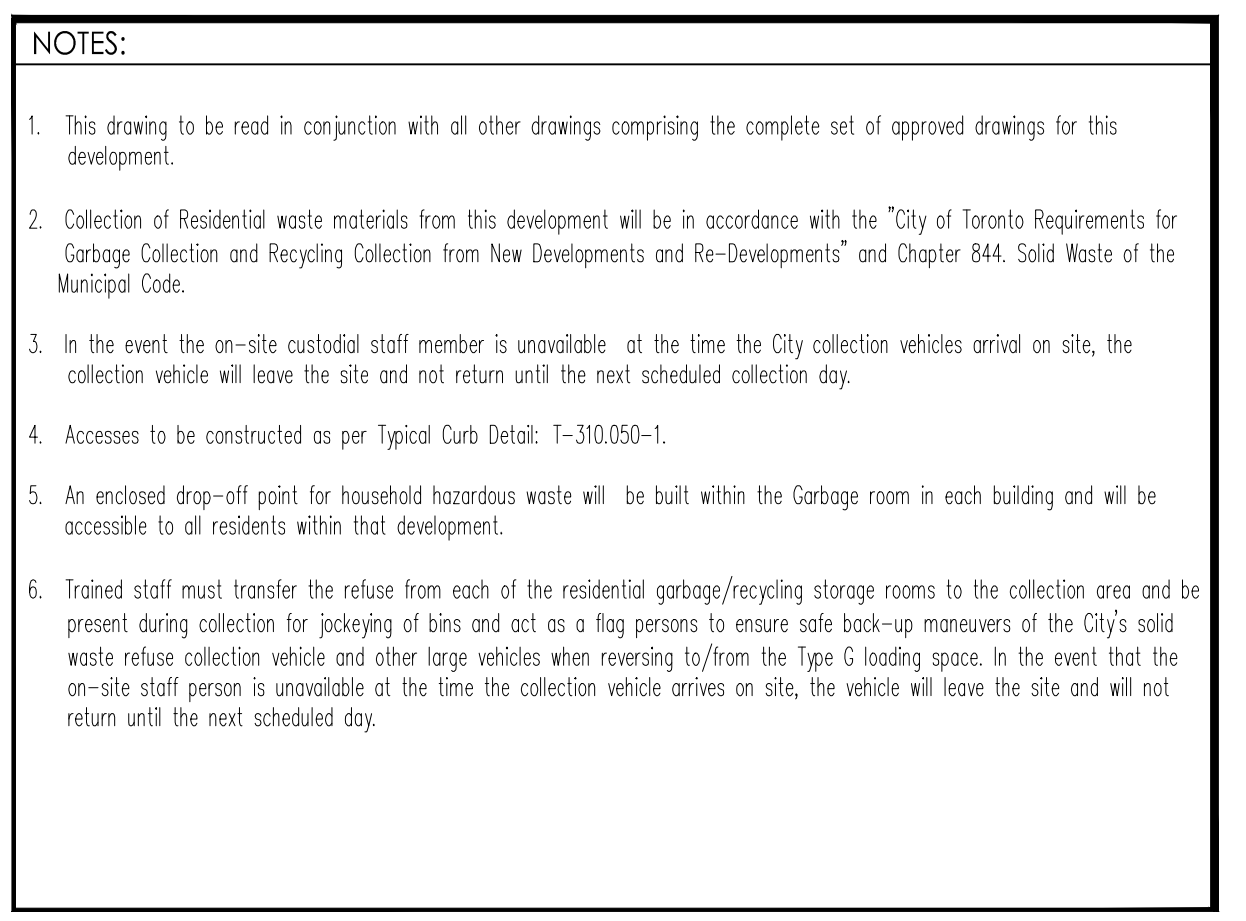 NOTES:
1. This drawing to be read in conjunction with all other drawings comprising the complete set of approved drawings for this
development.
2. Collection of Residential waste materials from this development will be in accordance with the "City of Toronto Requirements for
Garbage Collection and Recycling Collection from New Developments and Re-Developments" and Chapter 844. Solid Waste of the
Municipal Code.
3. In the event the on-site custodial staff member is unavailable at the time the City collection vehicles arrival on site, the
collection vehicle will leave the site and not return until the next scheduled collection day.
4. Accesses to be constructed as per Typical Curb Detail: T-310.050-1.
5. An enclosed drop-off point for household hazardous waste will be built within the Garbage room in each building and will be
accessible to all residents within that development.
6. Trained staff must transfer the refuse from each of the residential garbage/recycling storage rooms to the collection area and be
present during collection for jockeying of bins and act as a flag persons to ensure safe back-up maneuvers of the City's solid
waste refuse collection vehicle and other large vehicles when reversing to/from the Type G loading space. In the event that the
on-site staff person is unavailable at the time the collection vehicle arrives on site, the vehicle will leave the site and will not
return until the next scheduled day.